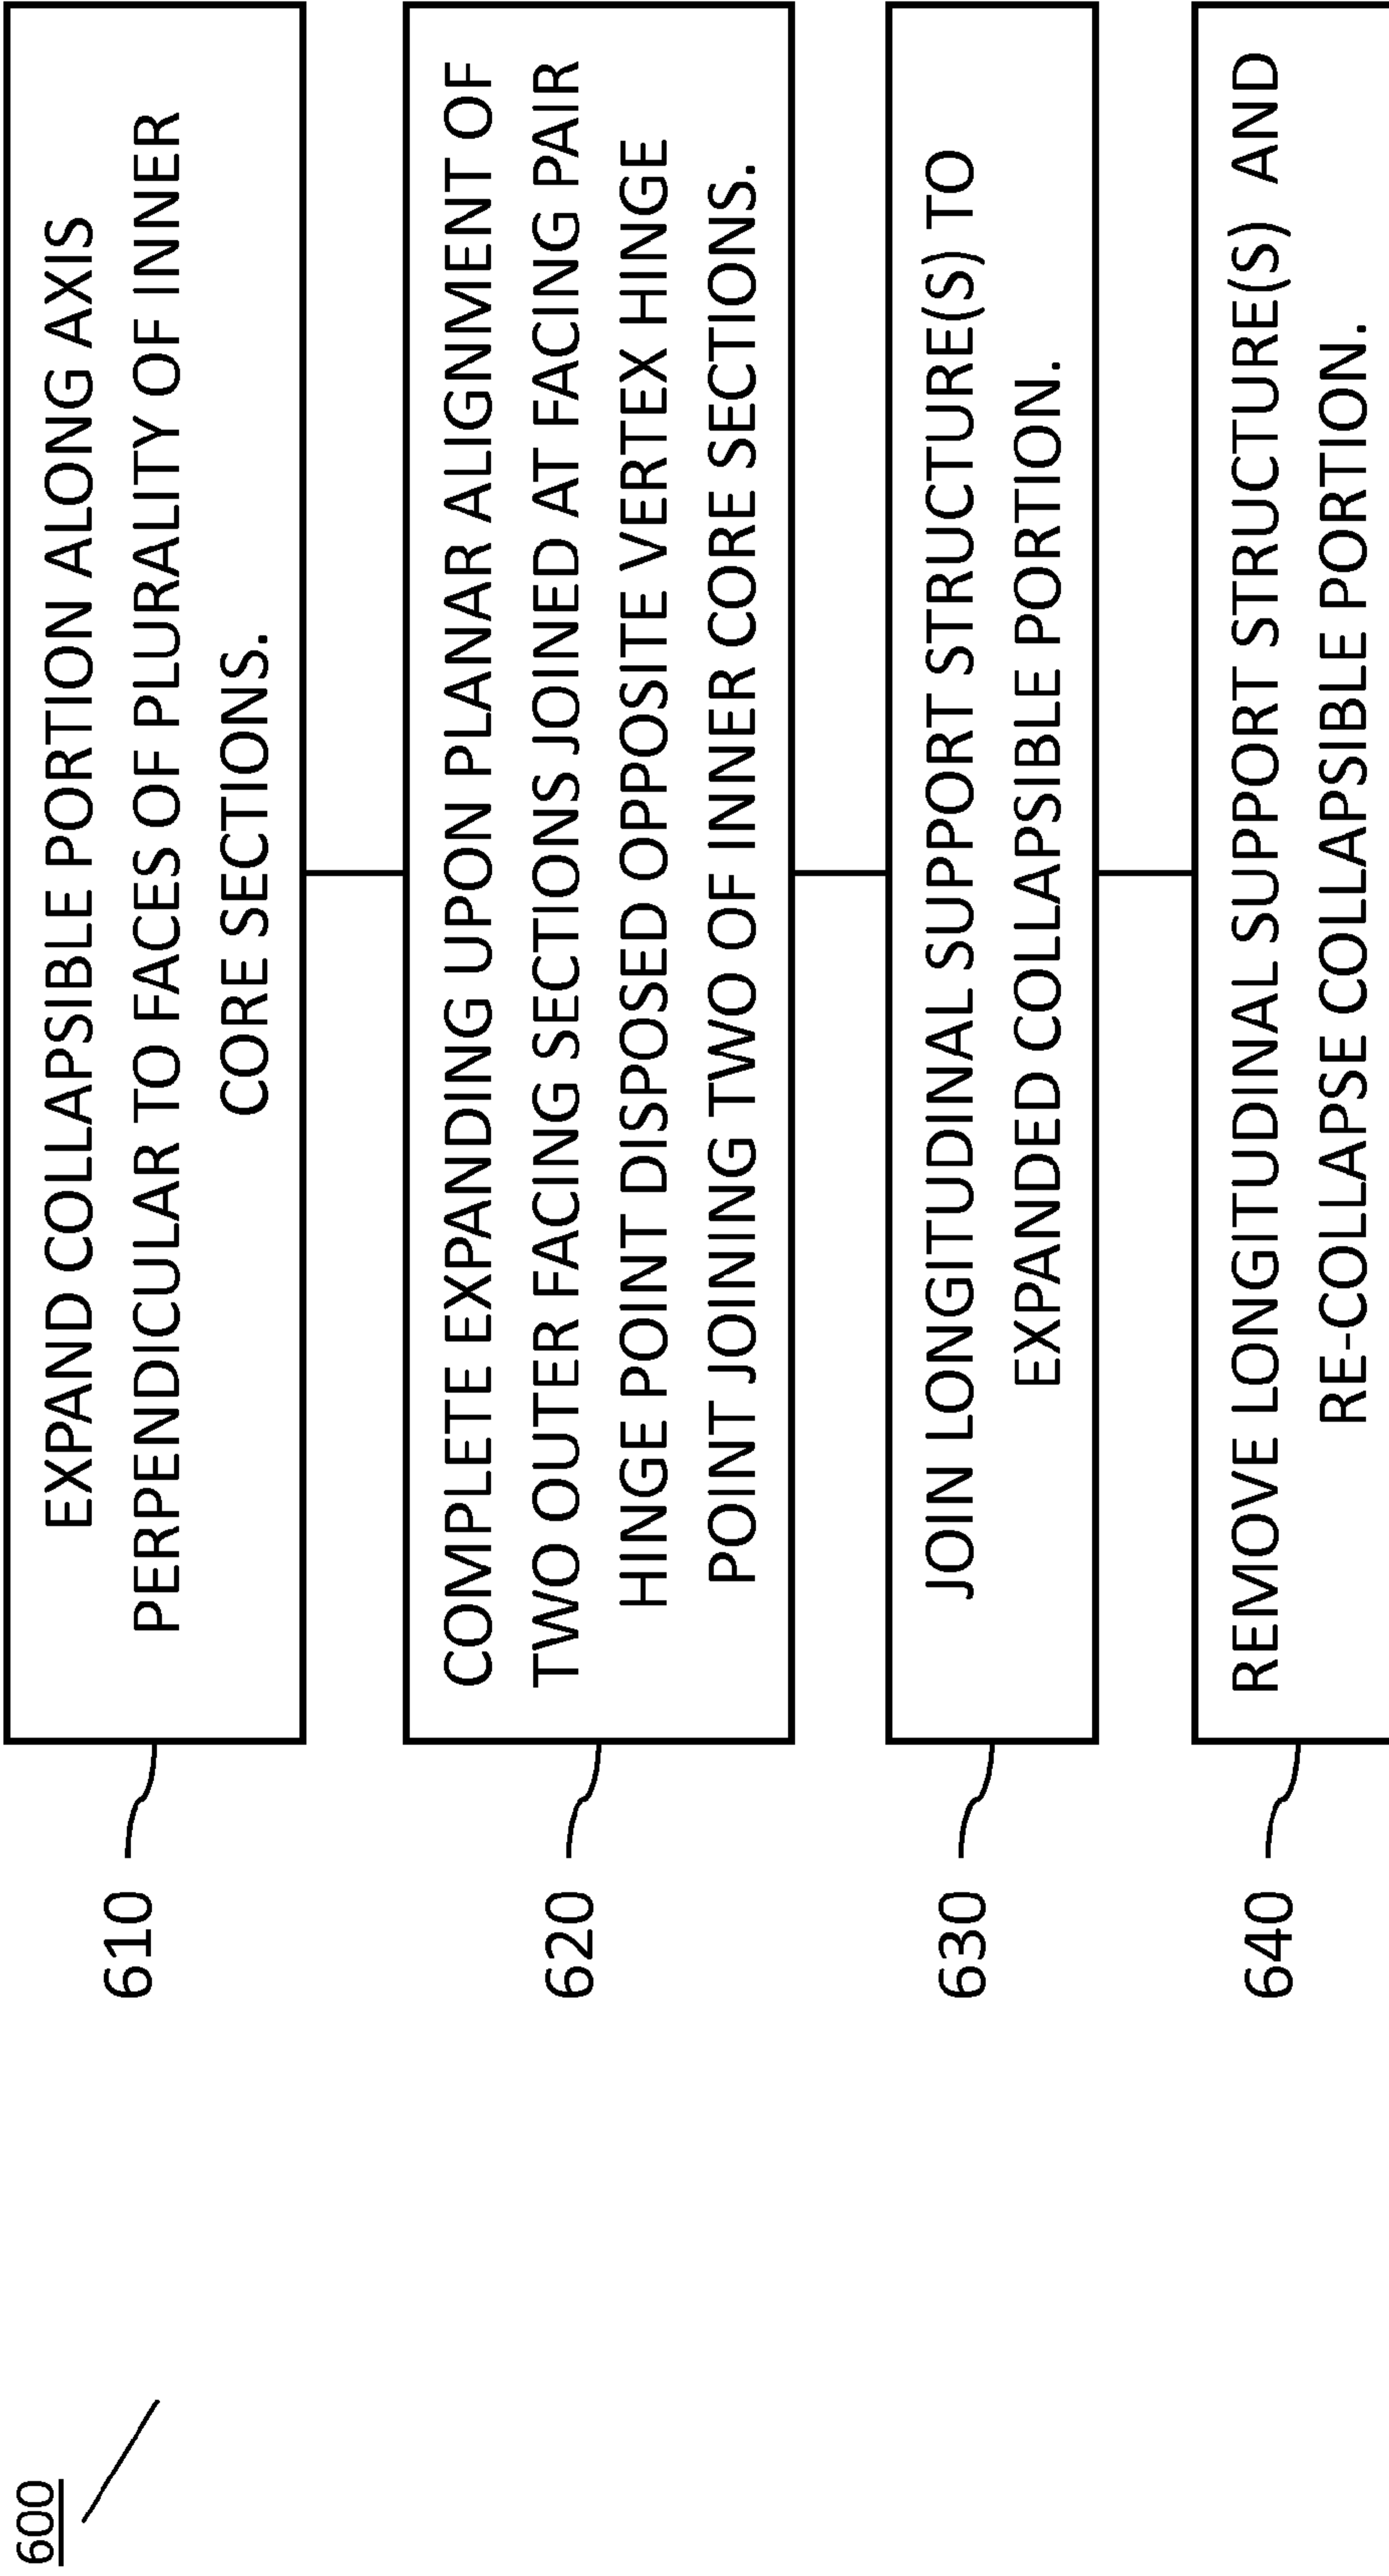 600
610
EXPAND COLLAPSIBLE PORTION ALONG AXIS
PERPENDICULAR TO FACES OF PLURALITY OF INNER
CORE SECTIONS.
620
COMPLETE EXPANDING UPON PLANAR ALIGNMENT OF
TWO OUTER FACING SECTIONS JOINED AT FACING PAIR
HINGE POINT DISPOSED OPPOSITE VERTEX HINGE
POINT JOINING TWO OF INNER CORE SECTIONS.
630
JOIN LONGITUDINAL SUPPORT STRUCTURE(S) TO
EXPANDED COLLAPSIBLE PORTION.
640
REMOVE LONGITUDINAL SUPPORT STRUCTURE(S) AND
RE-COLLAPSE COLLAPSIBLE PORTION.